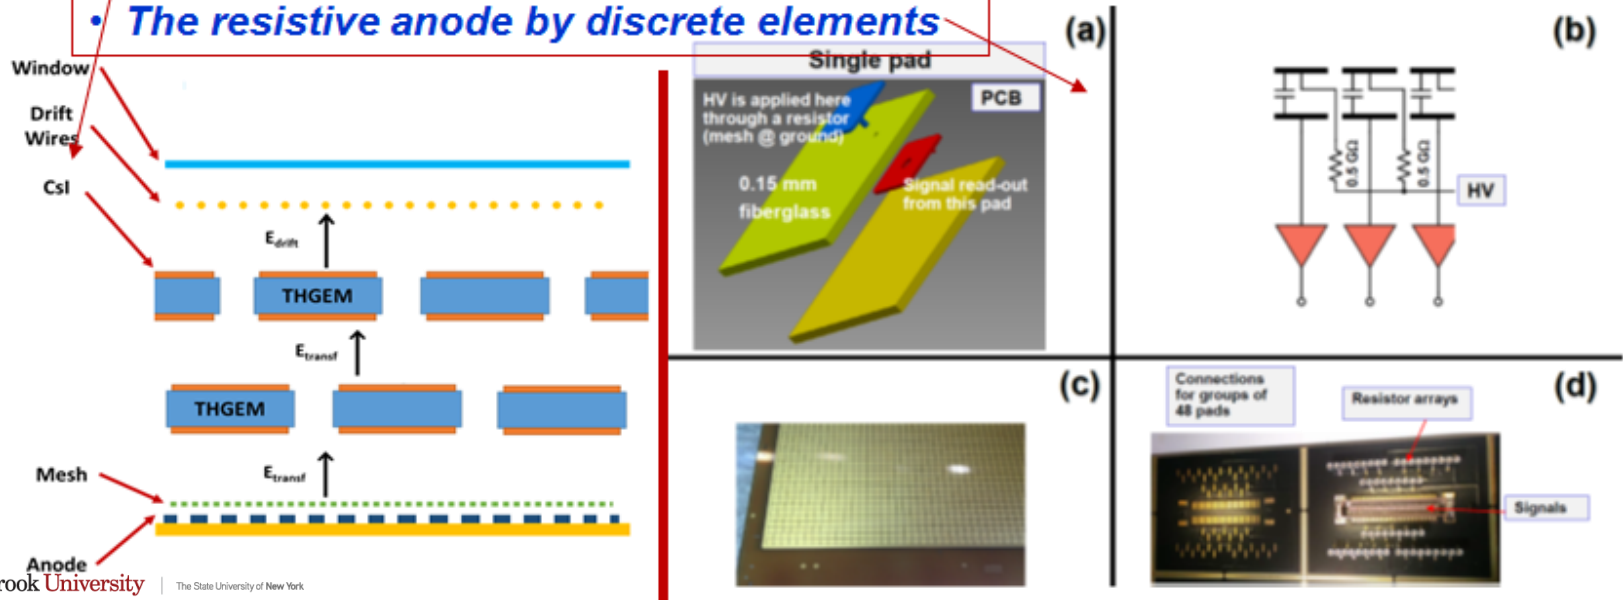 • The resistive anode by discrete elements
Window
Drift
Wires
CsI
E drift
THGEM
E transf
THGEM
Mesh
E transf
Anode
rook University
The State University of New York
(a)
Single pad
PCB
HV is applied here
through a resistor
(mesh @ ground)
0.15 mm
fiberglass
Signal read-out
from this pad
(b)
0.5 GΩ
0.5 GΩ
HV
(c)
(d)
Connections
for groups of
48 pads
Resistor arrays
Signals